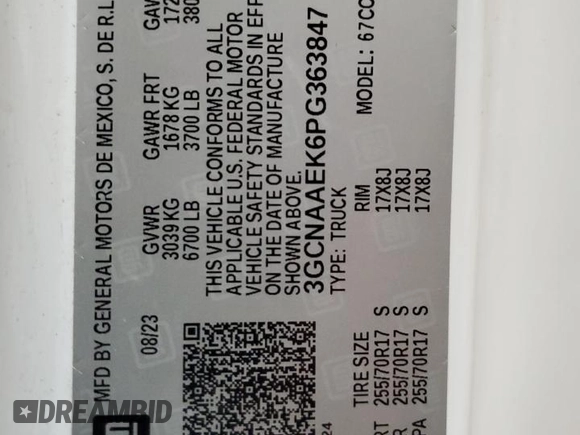 MFD BY GENERAL MOTORS DE MEXICO, S. DE R.L
08/23
GVWR
3039 KG
6700 LB
GAWR FRT
1678 KG
3700 LB
THIS VEHICLE CONFORMS TO ALL
APPLICABLE U.S. FEDERAL MOTOR
VEHICLE SAFETY STANDARDS IN EFF
ON THE DATE OF MANUFACTURE
SHOWN ABOVE.
3GCNAAEK6PG363847
TYPE: TRUCK
MODEL:
TIRE SIZE RIM
255/70R17 S 17X8J
255/70R17 S 17X8J
255/70R17 S 17X8J
DREAMBID